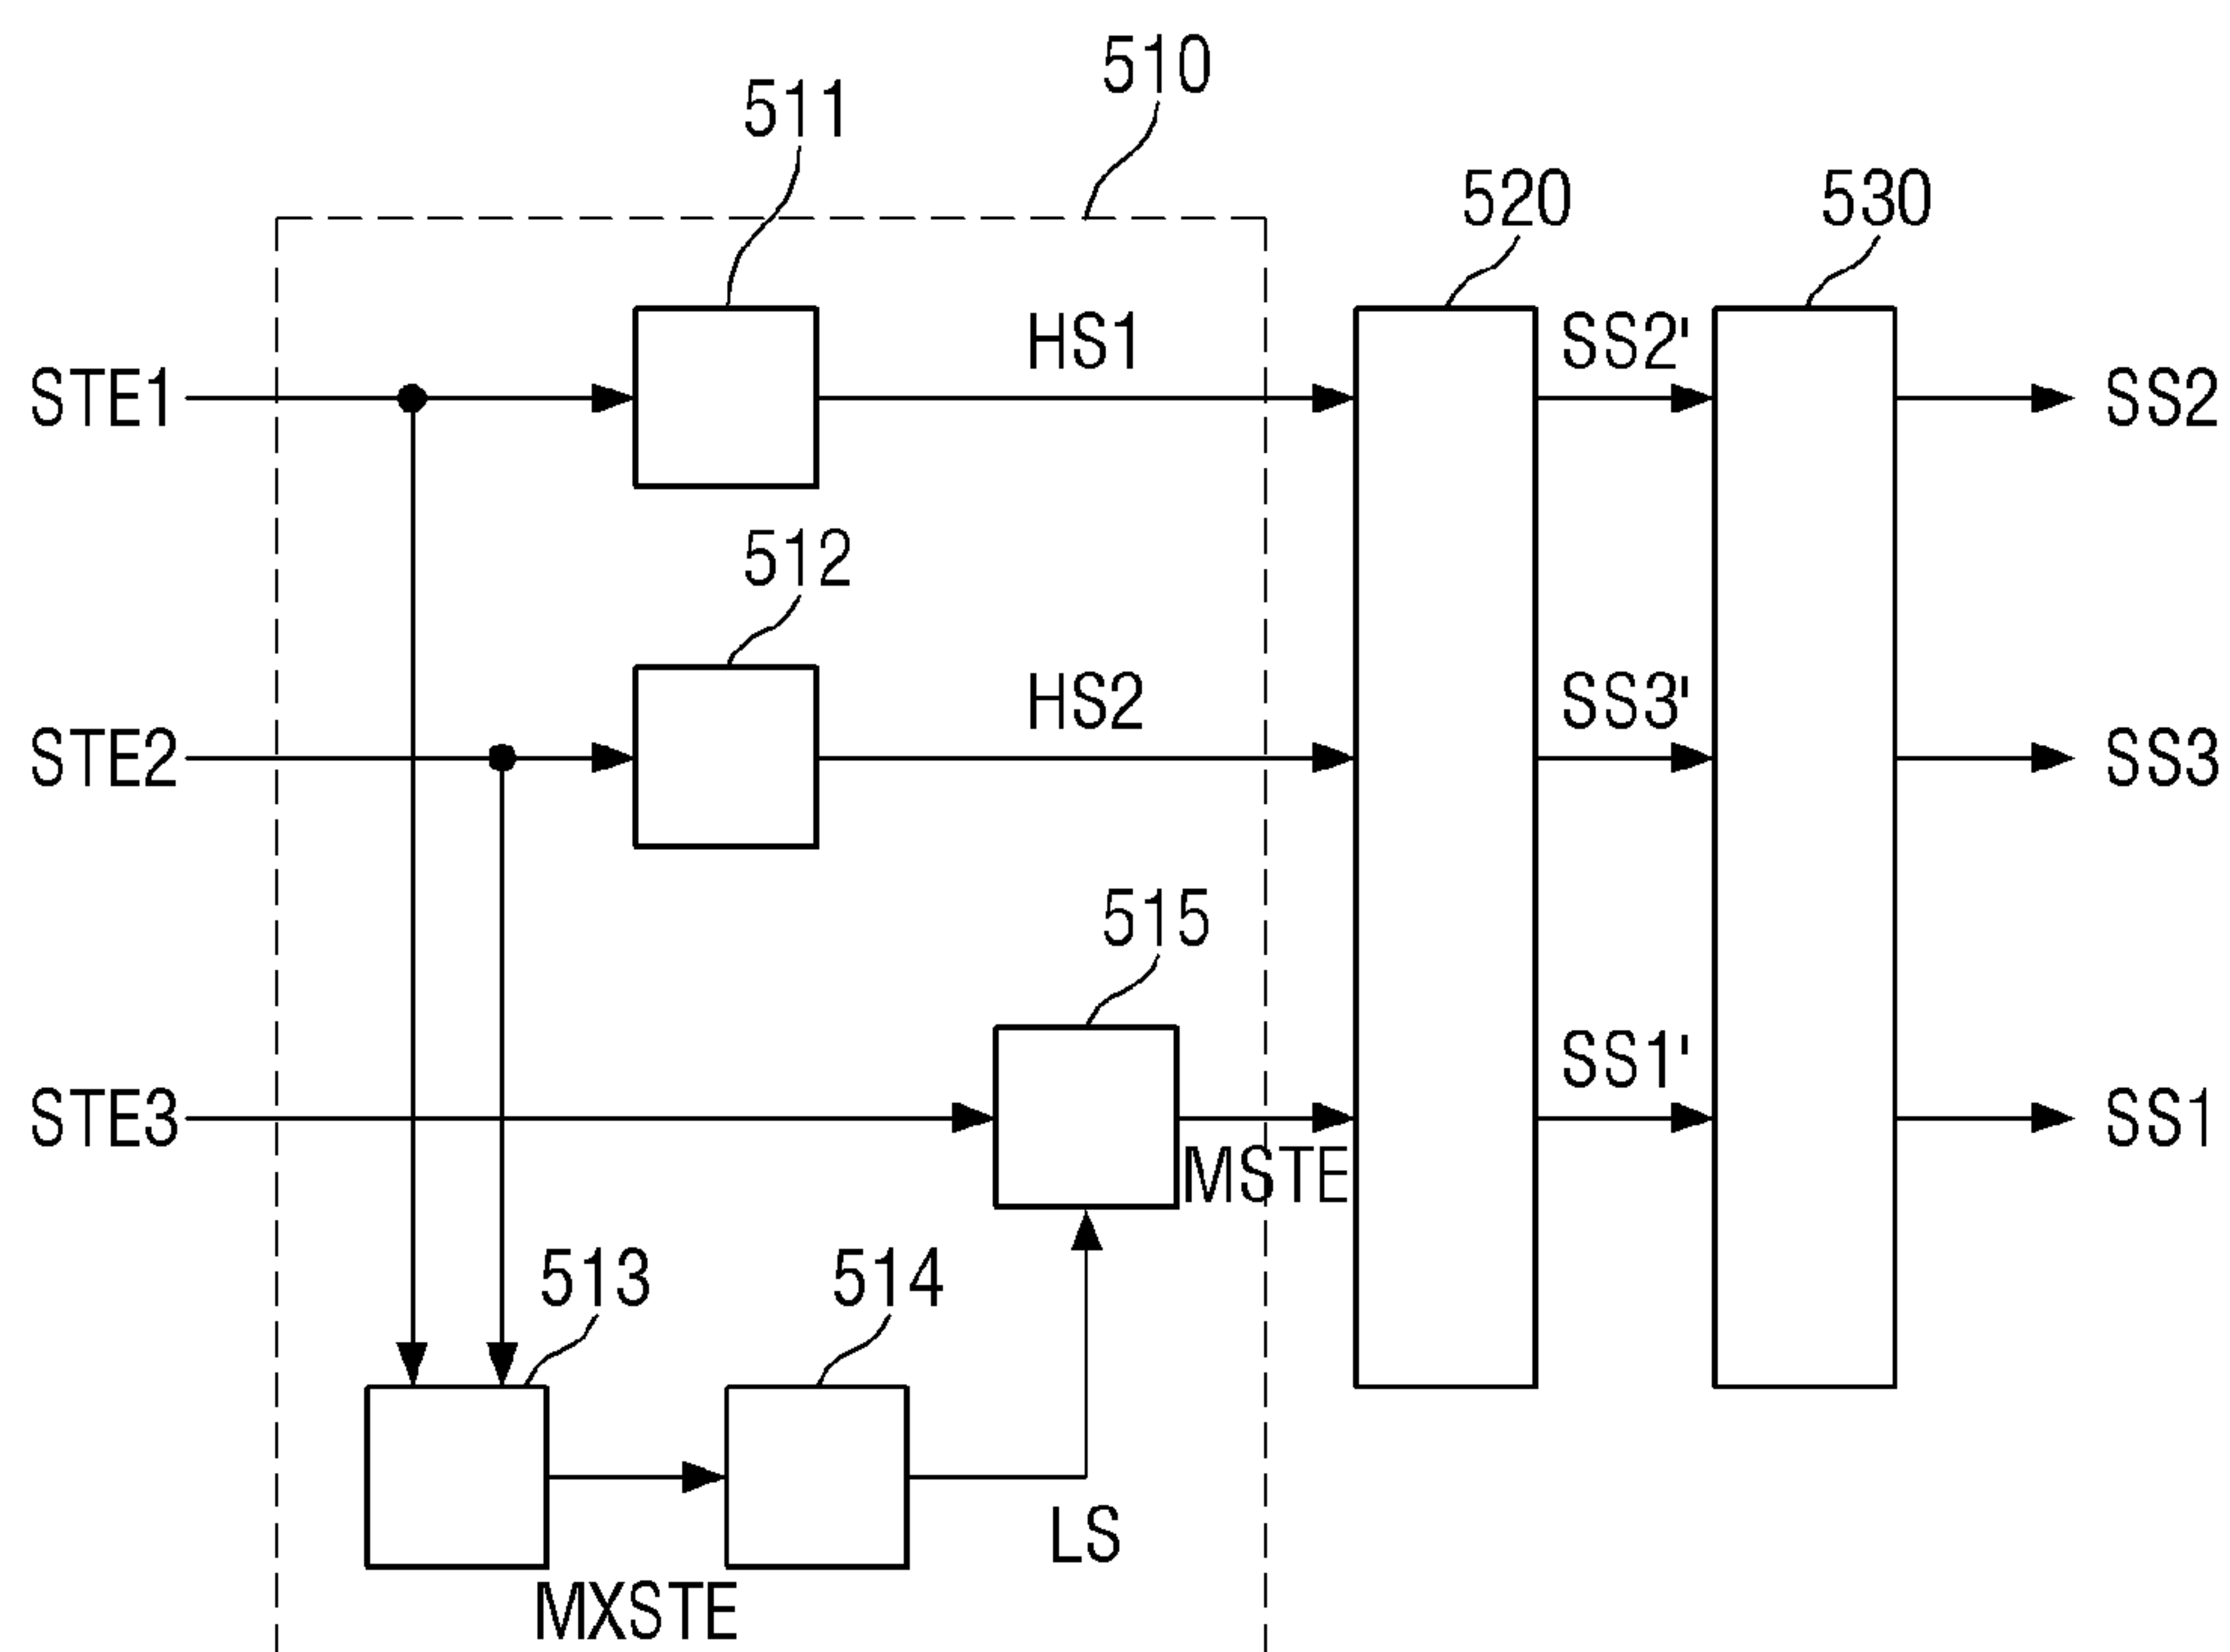 510
511
520
530
STE1
HS1
SS2'
SS2
512
STE2
HS2
SS3'
SS3
515
STE3
MSTE
SS1'
SS1
513
514
LS
MXSTE